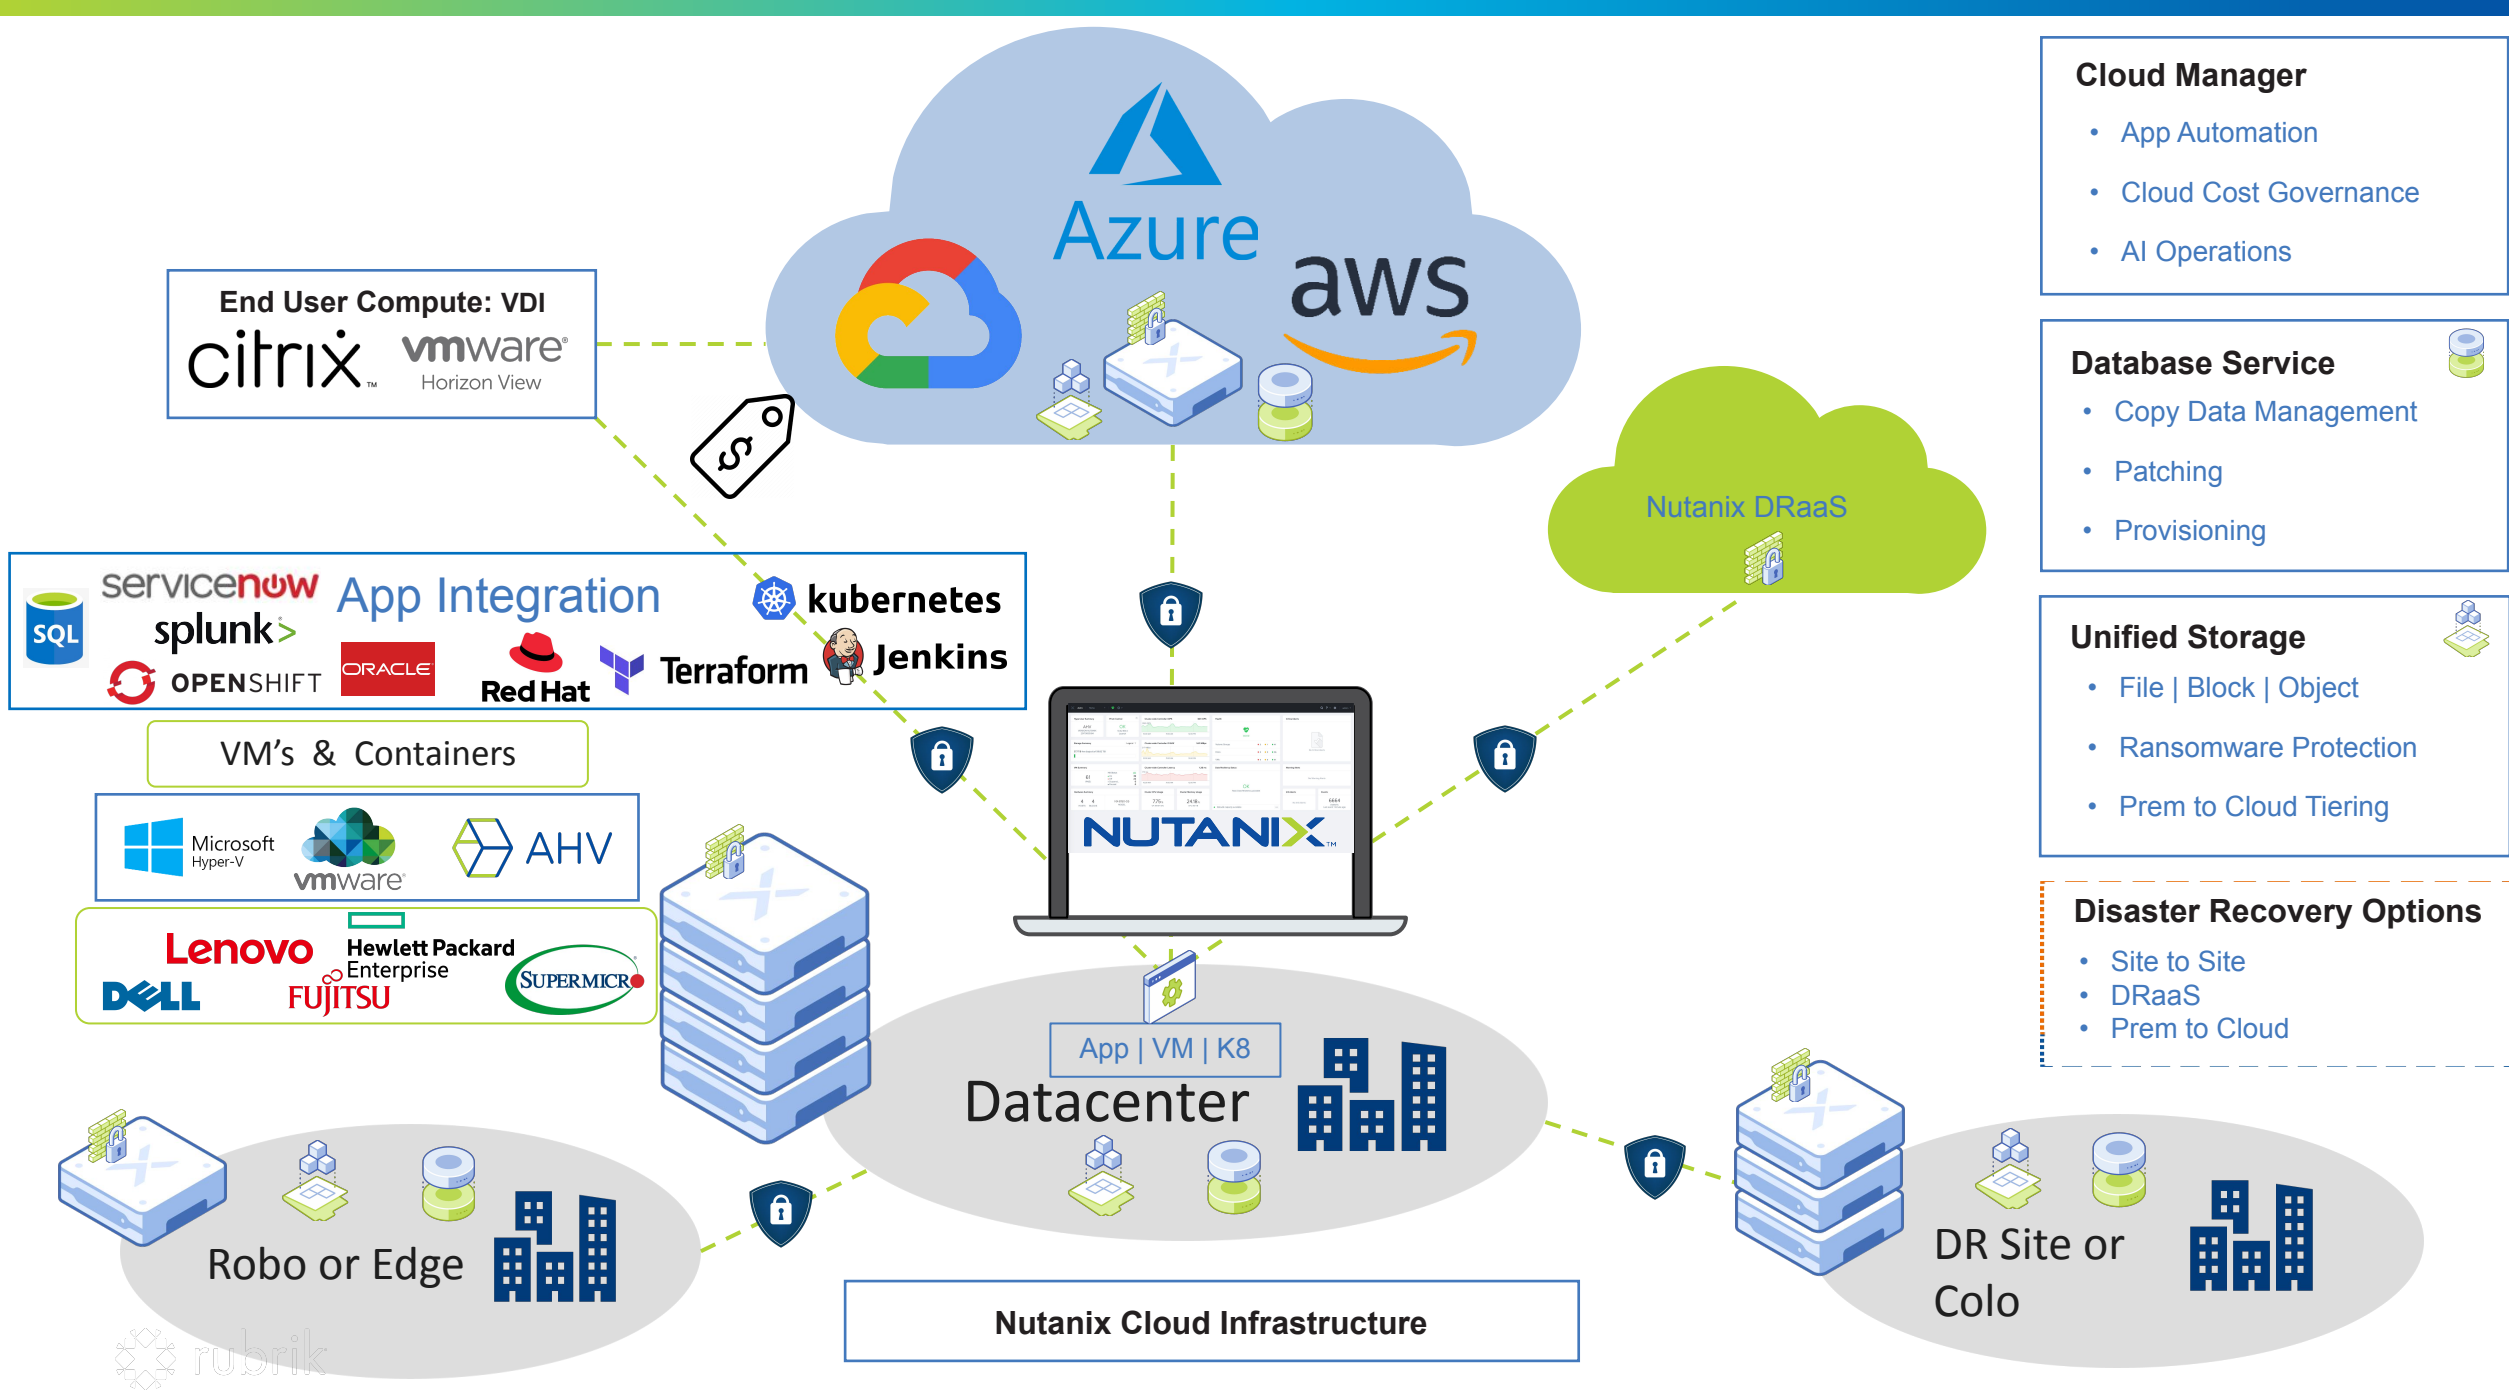 Azure
aws
End User Compute: VDI
citrix™
vmware®
Horizon View
Cloud Manager
• App Automation
• Cloud Cost Governance
• AI Operations
Database Service
• Copy Data Management
• Patching
• Provisioning
Unified Storage
• File | Block | Object
• Ransomware Protection
• Prem to Cloud Tiering
Disaster Recovery Options
• Site to Site
• DRaaS
• Prem to Cloud
Nutanix DRaaS
App Integration
SQL
servicenow
splunk>
OPENSHIFT
ORACLE
Red Hat
Terraform
kubernetes
Jenkins
VM's & Containers
Microsoft
Hyper-V
vmware®
AHV
Lenovo
Hewlett Packard
Enterprise
DELL
FUJITSU
SUPERMICRO
NUTANIX™
App | VM | K8
Datacenter
Robo or Edge
DR Site or
Colo
Nutanix Cloud Infrastructure
rubrik